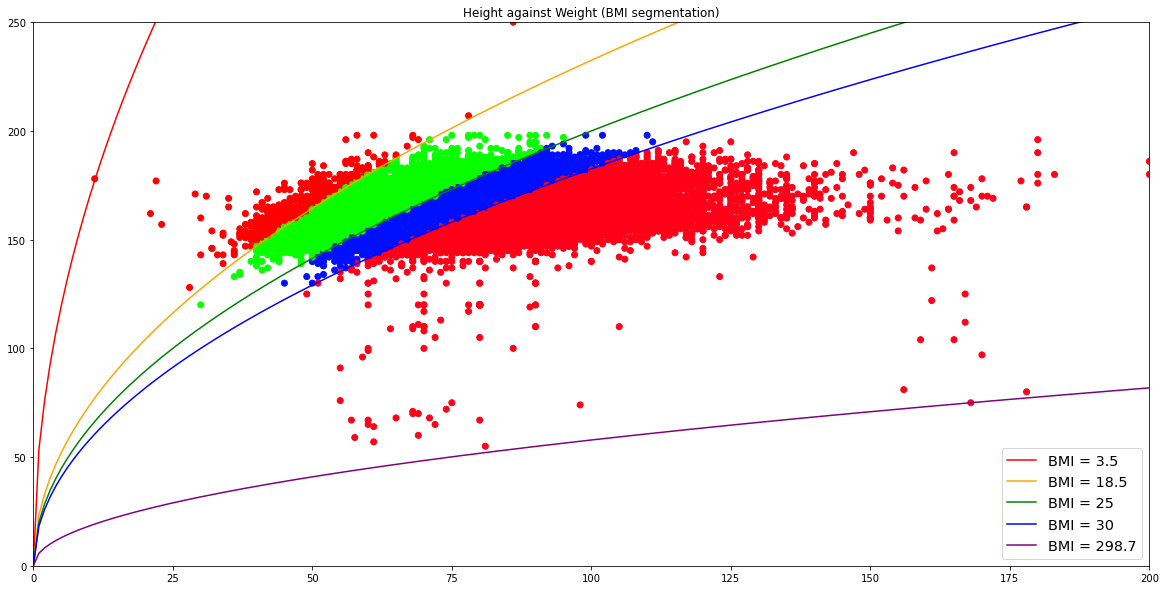 Height against Weight (BMI segmentation)
250
200
150
100
50
0
0 25 50 75 100 125 150 175 200
BMI = 3.5
BMI = 18.5
BMI = 25
BMI = 30
BMI = 298.7